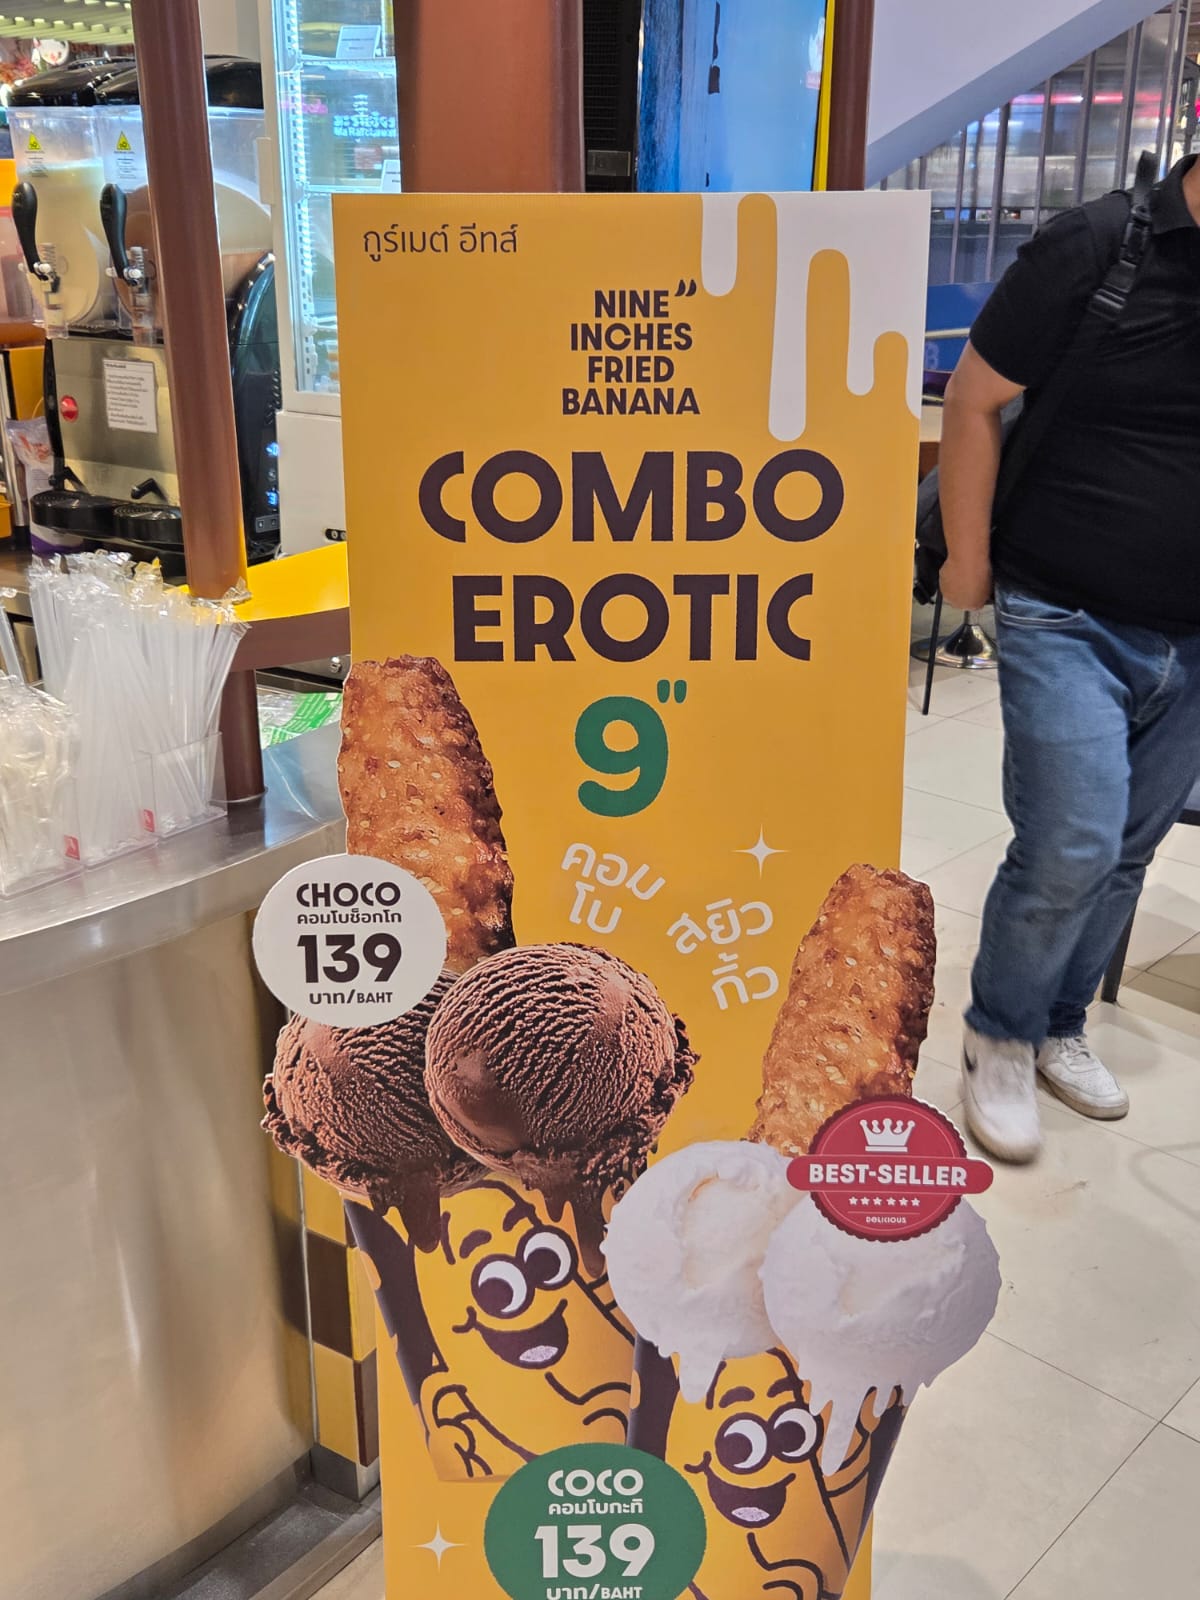 กูร์เมต์ อีทส์
NINE"
INCHES
FRIED
BANANA
COMBO
EROTIC
9"
คอม
โบ
สยิว
กิ้ว
CHOCO
คอมโบช็อกโก
139
บาท/BAHT
BEST-SELLER
DELICIOUS
COCO
คอมโบกะทิ
139
บาท/BAHT